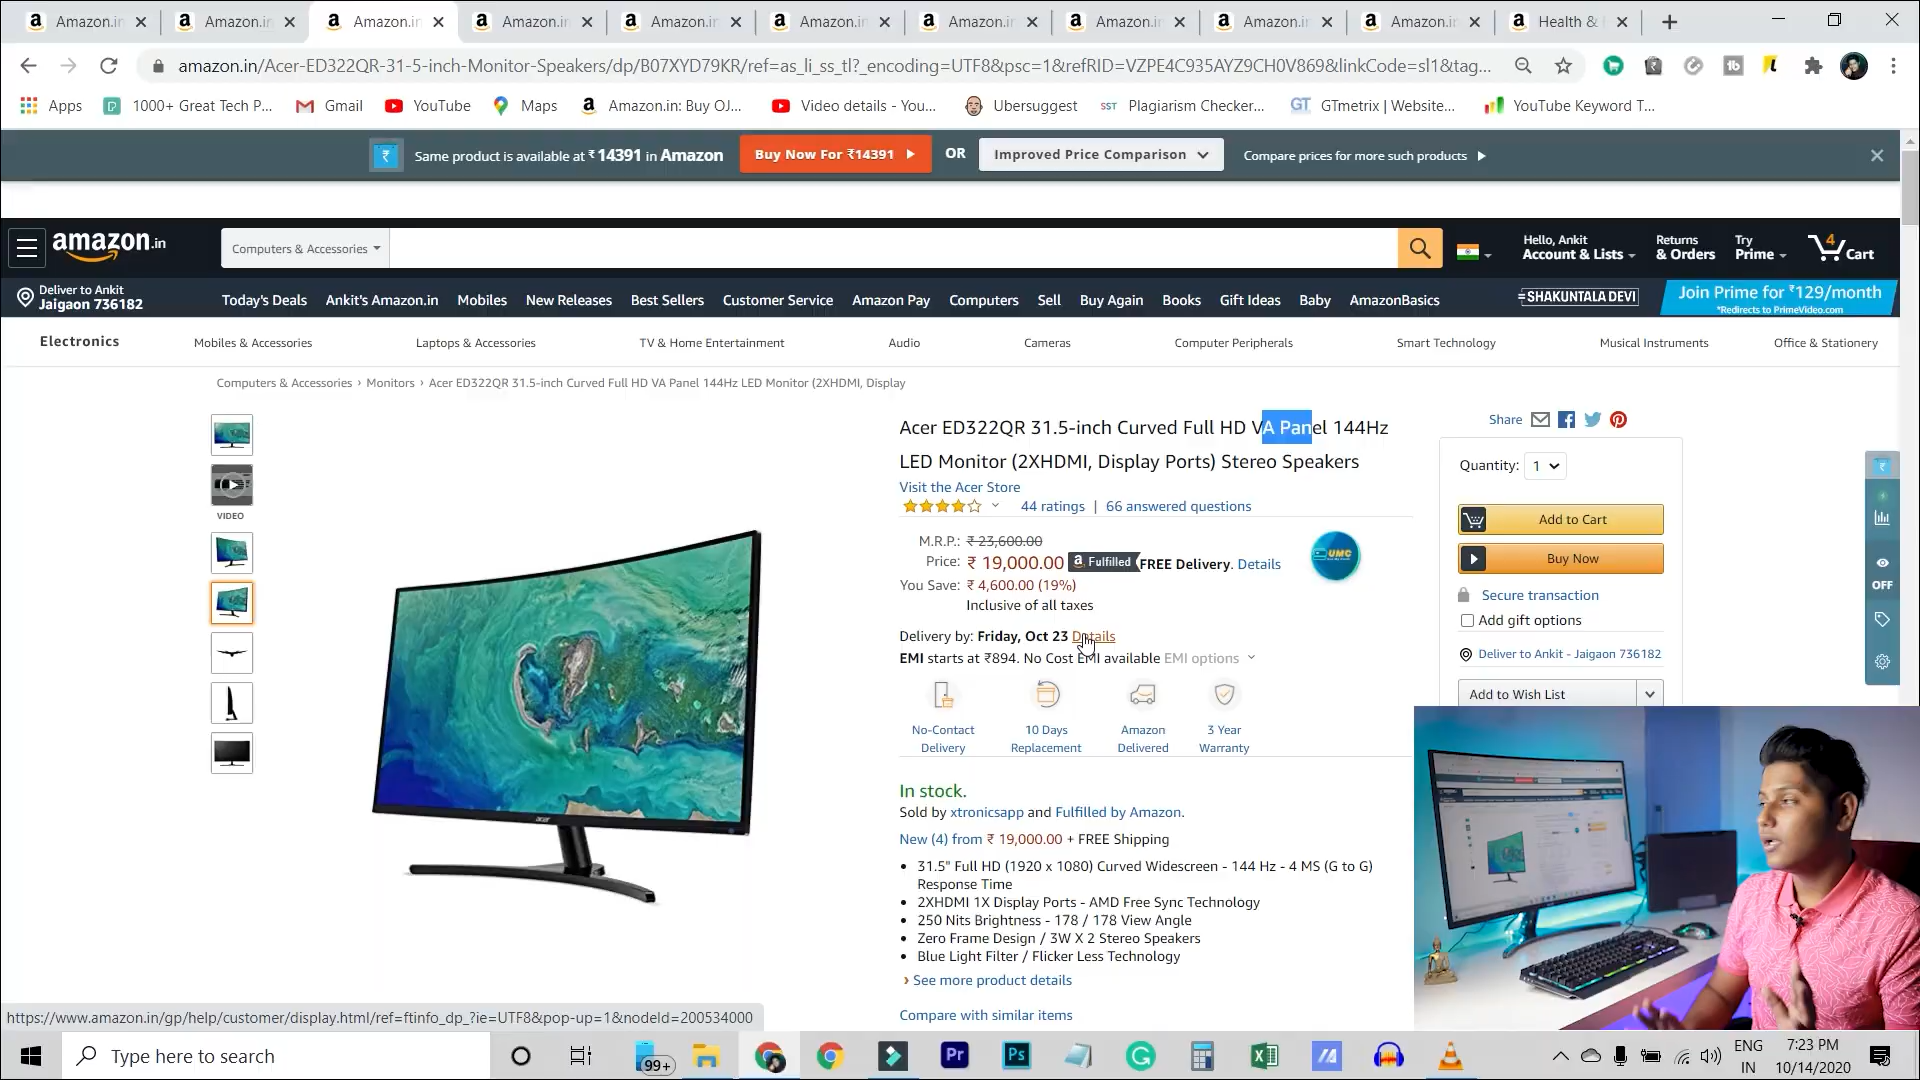 Amazon.in
Amazon.in
Amazon.in
Amazon.in
Amazon.in
Amazon.in
Amazon.in
Amazon.in
Amazon.in
Amazon.in
Health &
amazon.in/Acer-ED322QR-31-5-inch-Monitor-Speakers/dp/B07XYD79KR/ref=as_li_ss_tl?_encoding=UTF8&psc=1&refRID=VZPE4C935AYZ9CH0V869&linkCode=sl1&tag...
Apps 1000+ Great Tech P... Gmail YouTube Maps Amazon.in: Buy OJ... Video details - You... Ubersuggest SST Plagiarism Checker... GT GTmetrix | Website... YouTube Keyword T...
Same product is available at ₹ 14391 in Amazon Buy Now For ₹14391 OR Improved Price Comparison Compare prices for more such products
amazon.in Computers & Accessories
Hello, Ankit
Account & Lists
Returns
& Orders
Try
Prime
4
Cart
Deliver to Ankit
Jaigaon 736182
Today's Deals Ankit's Amazon.in Mobiles New Releases Best Sellers Customer Service Amazon Pay Computers Sell Buy Again Books Gift Ideas Baby AmazonBasics
SHAKUNTALA DEVI
Join Prime for ₹129/month
*Redirects to PrimeVideo.com
Electronics Mobiles & Accessories Laptops & Accessories TV & Home Entertainment Audio Cameras Computer Peripherals Smart Technology Musical Instruments Office & Stationery
Computers & Accessories › Monitors › Acer ED322QR 31.5-inch Curved Full HD VA Panel 144Hz LED Monitor (2XHDMI, Display
VIDEO
acer
Acer ED322QR 31.5-inch Curved Full HD VA Panel 144Hz
LED Monitor (2XHDMI, Display Ports) Stereo Speakers
Visit the Acer Store
44 ratings | 66 answered questions
M.R.P.: ₹ 23,600.00
Price: ₹ 19,000.00 Fulfilled FREE Delivery. Details
You Save: ₹ 4,600.00 (19%)
Inclusive of all taxes
UMC
Delivery by: Friday, Oct 23 Details
EMI starts at ₹894. No Cost EMI available EMI options
No-Contact
Delivery
10 Days
Replacement
Amazon
Delivered
3 Year
Warranty
In stock.
Sold by xtronicsapp and Fulfilled by Amazon.
New (4) from ₹ 19,000.00 + FREE Shipping
• 31.5" Full HD (1920 x 1080) Curved Widescreen - 144 Hz - 4 MS (G to G)
Response Time
• 2XHDMI 1X Display Ports - AMD Free Sync Technology
• 250 Nits Brightness - 178 / 178 View Angle
• Zero Frame Design / 3W X 2 Stereo Speakers
• Blue Light Filter / Flicker Less Technology
› See more product details
Compare with similar items
Share
Quantity: 1
Add to Cart
Buy Now
Secure transaction
Add gift options
Deliver to Ankit - Jaigaon 736182
Add to Wish List
OFF
https://www.amazon.in/gp/help/customer/display.html/ref=ftinfo_dp_?ie=UTF8&pop-up=1&nodeId=200534000
Type here to search
99+
Pr
Ps
ENG
IN
7:23 PM
10/14/2020